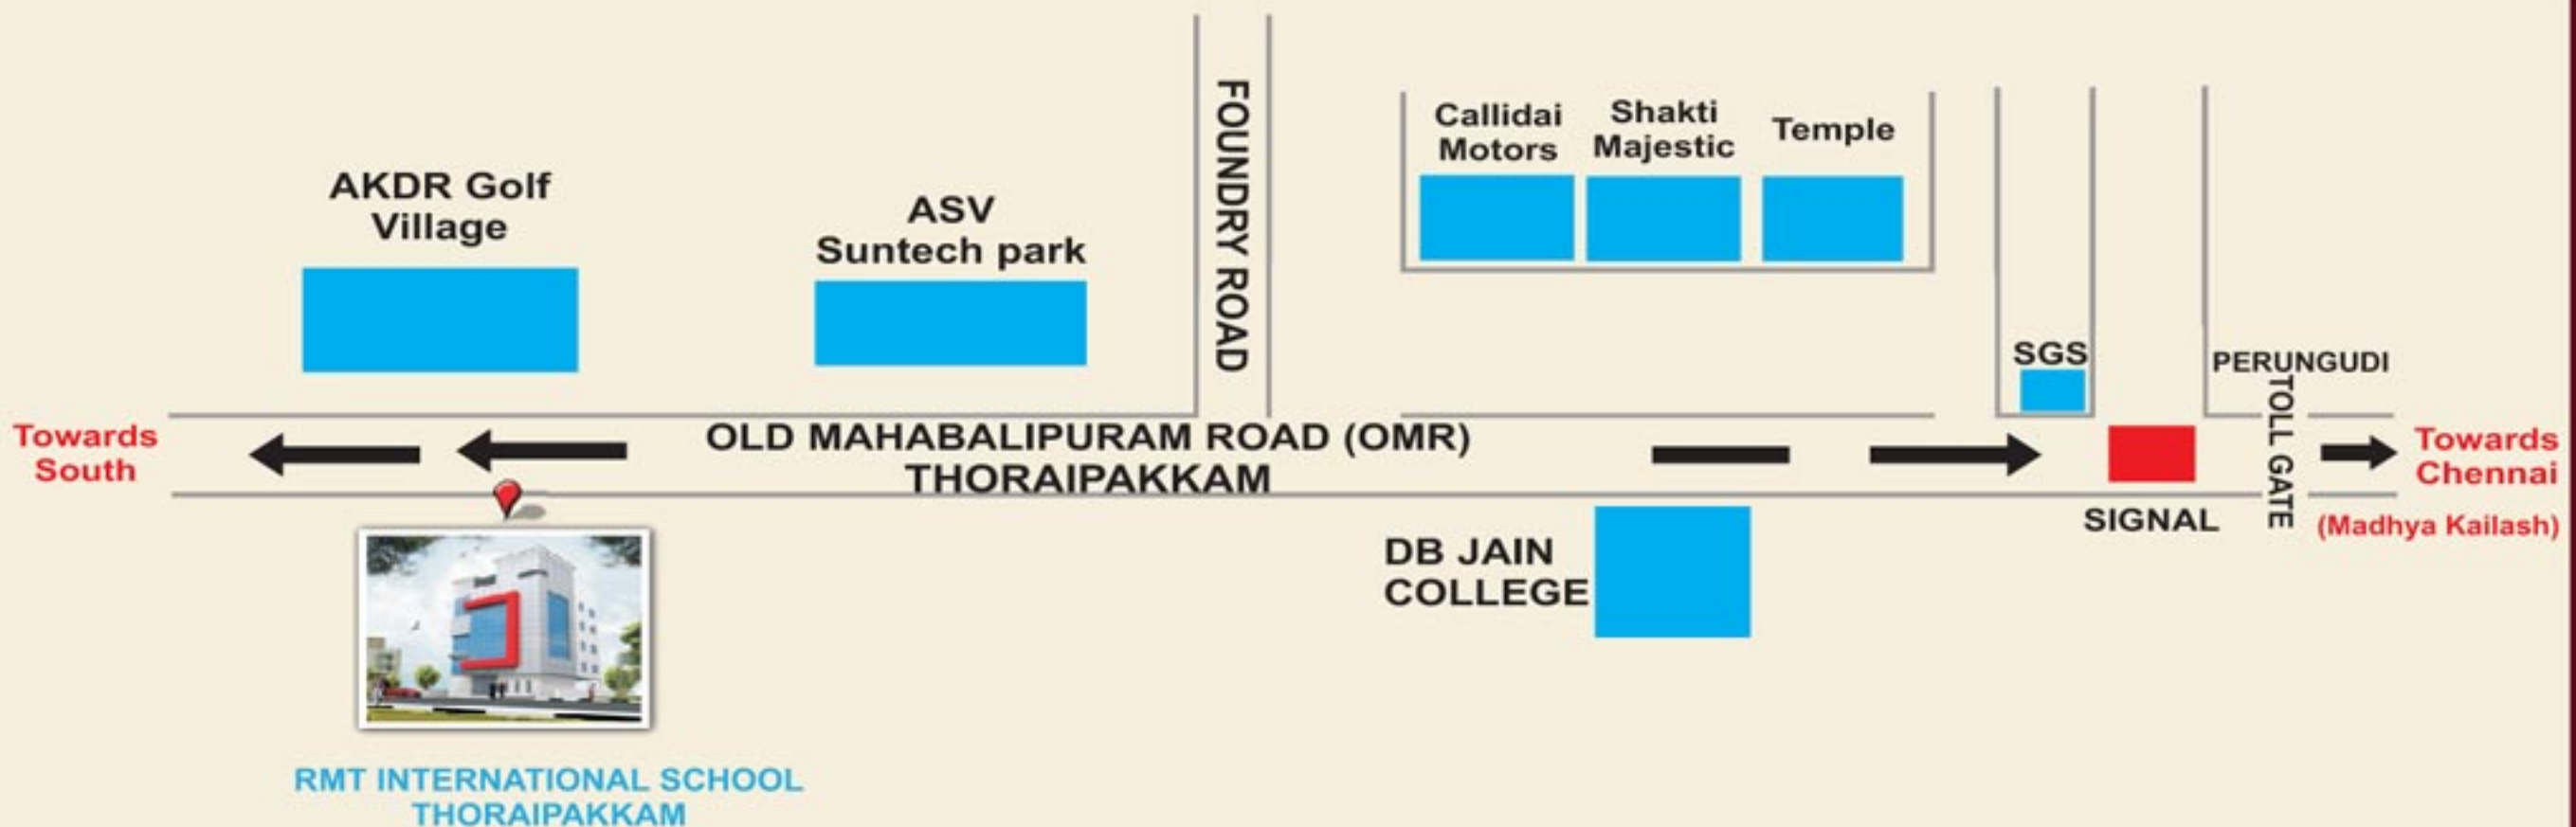 FOUNDRY ROAD
Callidai
Motors
Shakti
Majestic
Temple
AKDR Golf
Village
ASV
Suntech park
SGS
PERUNGUDI
TOLL GATE
Towards
South
OLD MAHABALIPURAM ROAD (OMR)
THORAIPAKKAM
Towards
Chennai
(Madhya Kailash)
SIGNAL
DB JAIN
COLLEGE
RMT INTERNATIONAL SCHOOL
THORAIPAKKAM